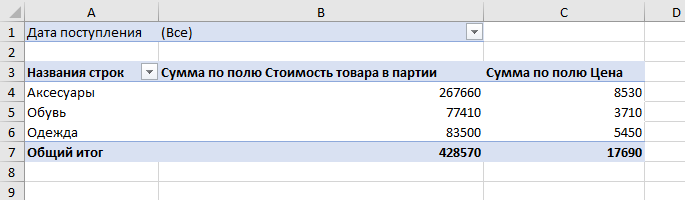 A B C D
1 Дата поступления (Все)
2
3 Названия строк Сумма по полю Стоимость товара в партии Сумма по полю Цена
4 Аксесуары 267660 8530
5 Обувь 77410 3710
6 Одежда 83500 5450
7 Общий итог 428570 17690
8
9